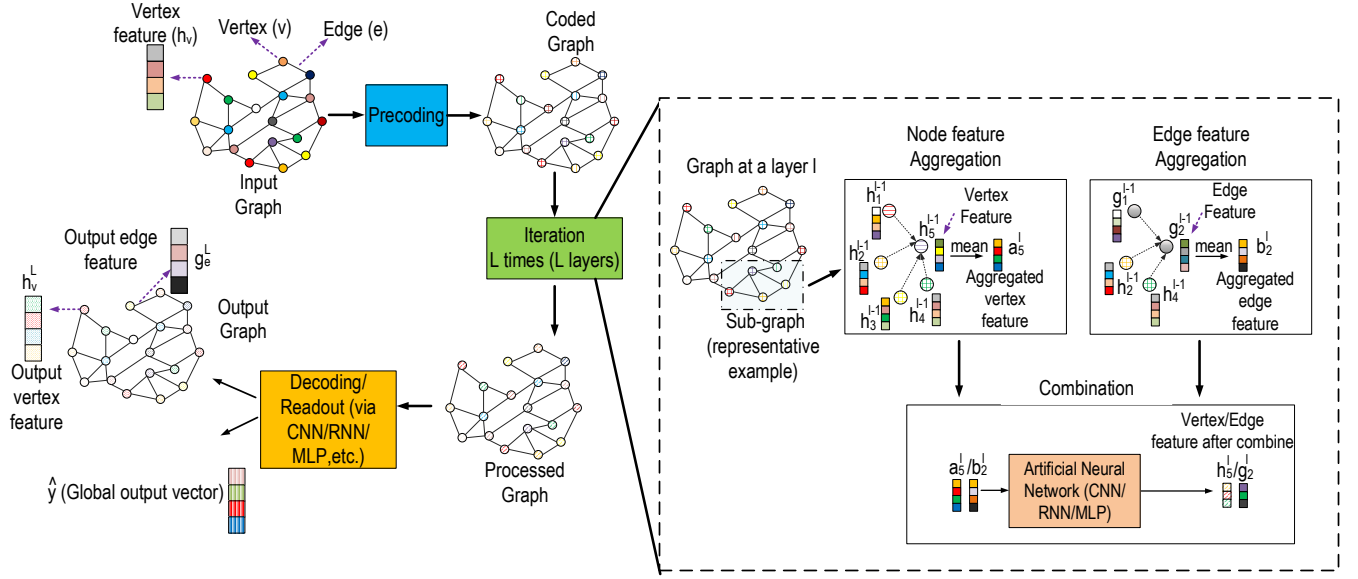 Vertex
feature (hv)
Vertex (v)
Edge (e)
Input
Graph
Precoding
Coded
Graph
Iteration
L times (L layers)
Processed
Graph
Decoding/
Readout (via
CNN/RNN/
MLP,etc.)
Output edge
feature
g_e^L
h_v^L
Output
Graph
Output
vertex
feature
ŷ (Global output vector)
Graph at a layer l
Sub-graph
(representative
example)
Node feature
Aggregation
h_1^l-1
h_5^l-1
Vertex
Feature
h_2^l-1
mean
a_5^l
h_3^l-1
h_4^l-1
Aggregated
vertex
feature
Edge feature
Aggregation
g_1^l-1
g_2^l-1
Edge
Feature
mean
b_2^l
h_2^l-1
h_4^l-1
Aggregated
edge
feature
Combination
Vertex/Edge
feature after combine
a_5^l/b_2^l
Artificial Neural
Network (CNN/
RNN/MLP)
h_5^l/g_2^l